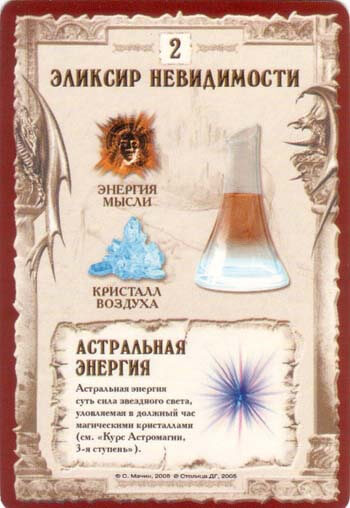 2
ЭЛИКСИР НЕВИДИМОСТИ
ЭНЕРГИЯ
МЫСЛИ
КРИСТАЛЛ
ВОЗДУХА
АСТРАЛЬНАЯ
ЭНЕРГИЯ
Астральная энергия
суть сила звездного света,
уловляемая в должный час
магическими кристаллами
(см. «Курс Астромагии,
3-я ступень»).
© С. Мачин, 2005 © Столица ДГ, 2005